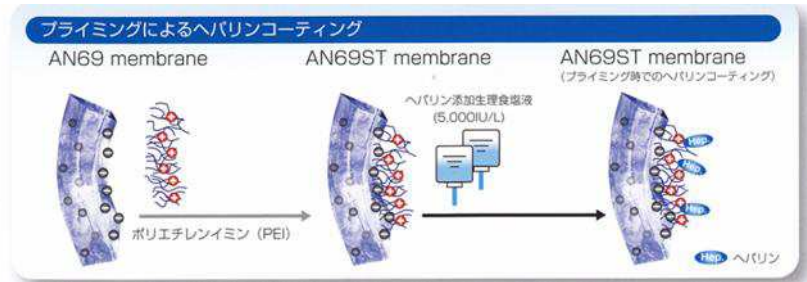 プライミングによるヘパリンコーティング
AN69 membrane
AN69ST membrane
AN69ST membrane
(プライミング時でのヘパリンコーティング)
ヘパリン添加生理食塩液
(5,000IU/L)
Hep.
Hep.
Hep.
ポリエチレンイミン (PEI)
Hep. ヘパリン